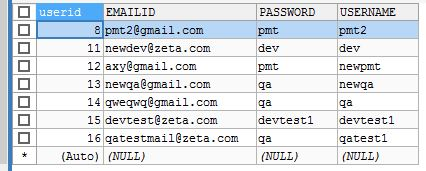 userid EMAILID PASSWORD USERNAME
8 pmt2@gmail.com pmt pmt2
11 newdev@zeta.com dev dev
12 axy@gmail.com pmt newpmt
13 newqa@gmail.com qa newqa
14 qweqwq@gmail.com qa qa
15 devtest@zeta.com devtest1 devtest1
16 qatestmail@zeta.com qa qatest1
* (Auto) (NULL) (NULL) (NULL)